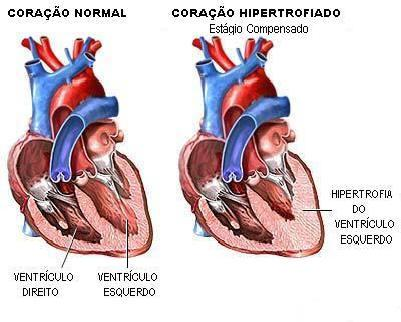 CORAÇÃO NORMAL
CORAÇÃO HIPERTROFIADO
Estágio Compensado
HIPERTROFIA
DO
VENTRÍCULO
ESQUERDO
VENTRÍCULO
DIREITO
VENTRÍCULO
ESQUERDO